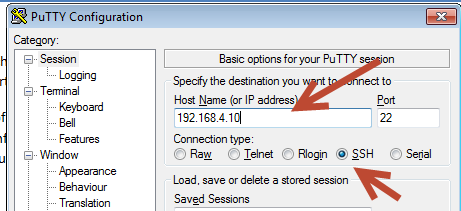 PuTTY Configuration
Category:
Session
Logging
Terminal
Keyboard
Bell
Features
Window
Appearance
Behaviour
Translation
Basic options for your PuTTY session
Specify the destination you want to connect to
Host Name (or IP address) Port
192.168.4.10 22
Connection type:
Raw Telnet Rlogin SSH Serial
Load, save or delete a stored session
Saved Sessions